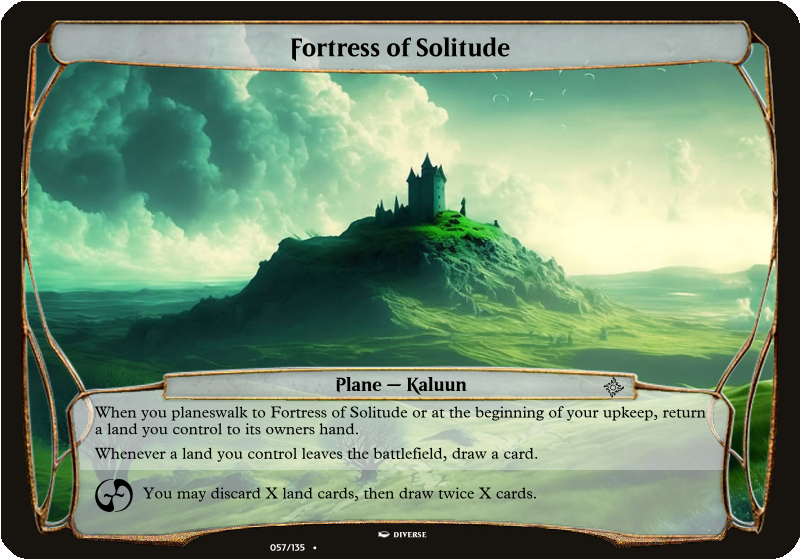 Fortress of Solitude
Plane — Kaluun
When you planeswalk to Fortress of Solitude or at the beginning of your upkeep, return
a land you control to its owners hand.
Whenever a land you control leaves the battlefield, draw a card.
You may discard X land cards, then draw twice X cards.
DIVERSE
057/135 •